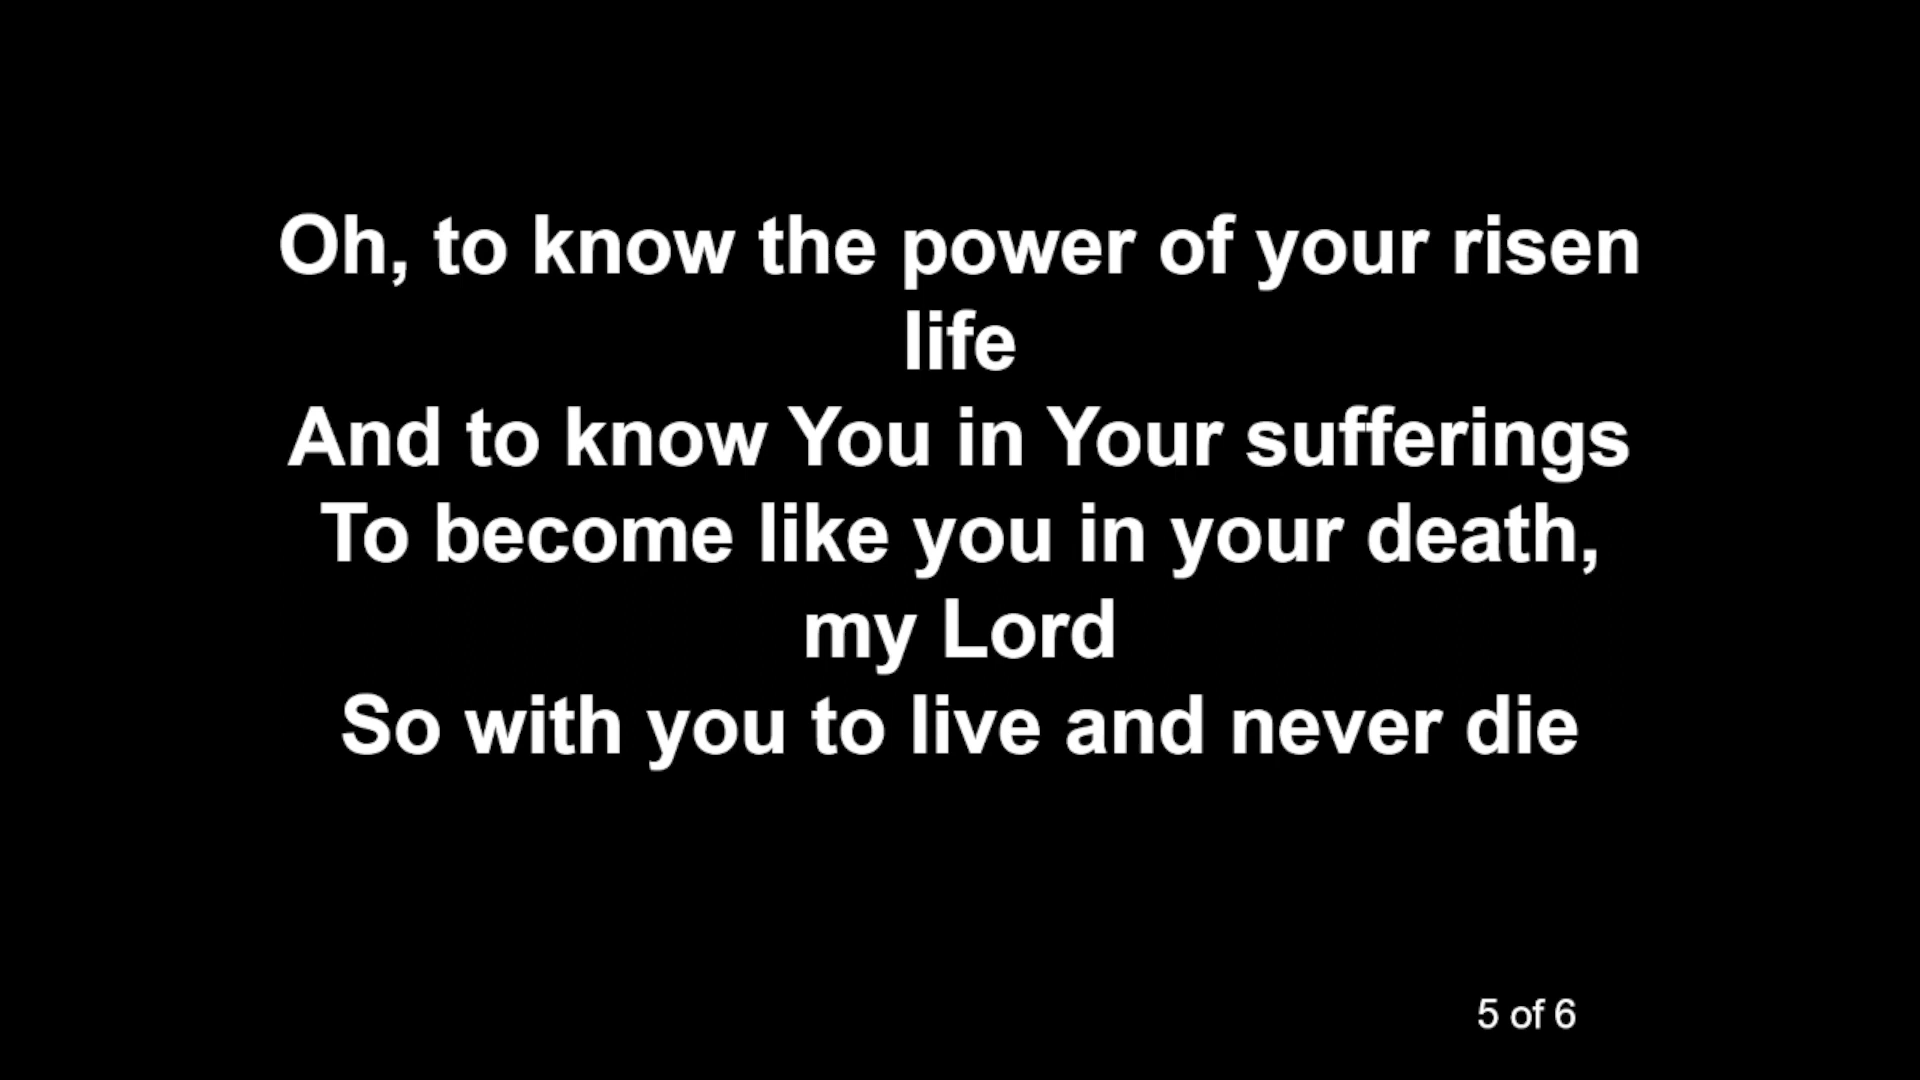 Oh, to know the power of your risen
life
And to know You in Your sufferings
To become like you in your death,
my Lord
So with you to live and never die
5 of 6